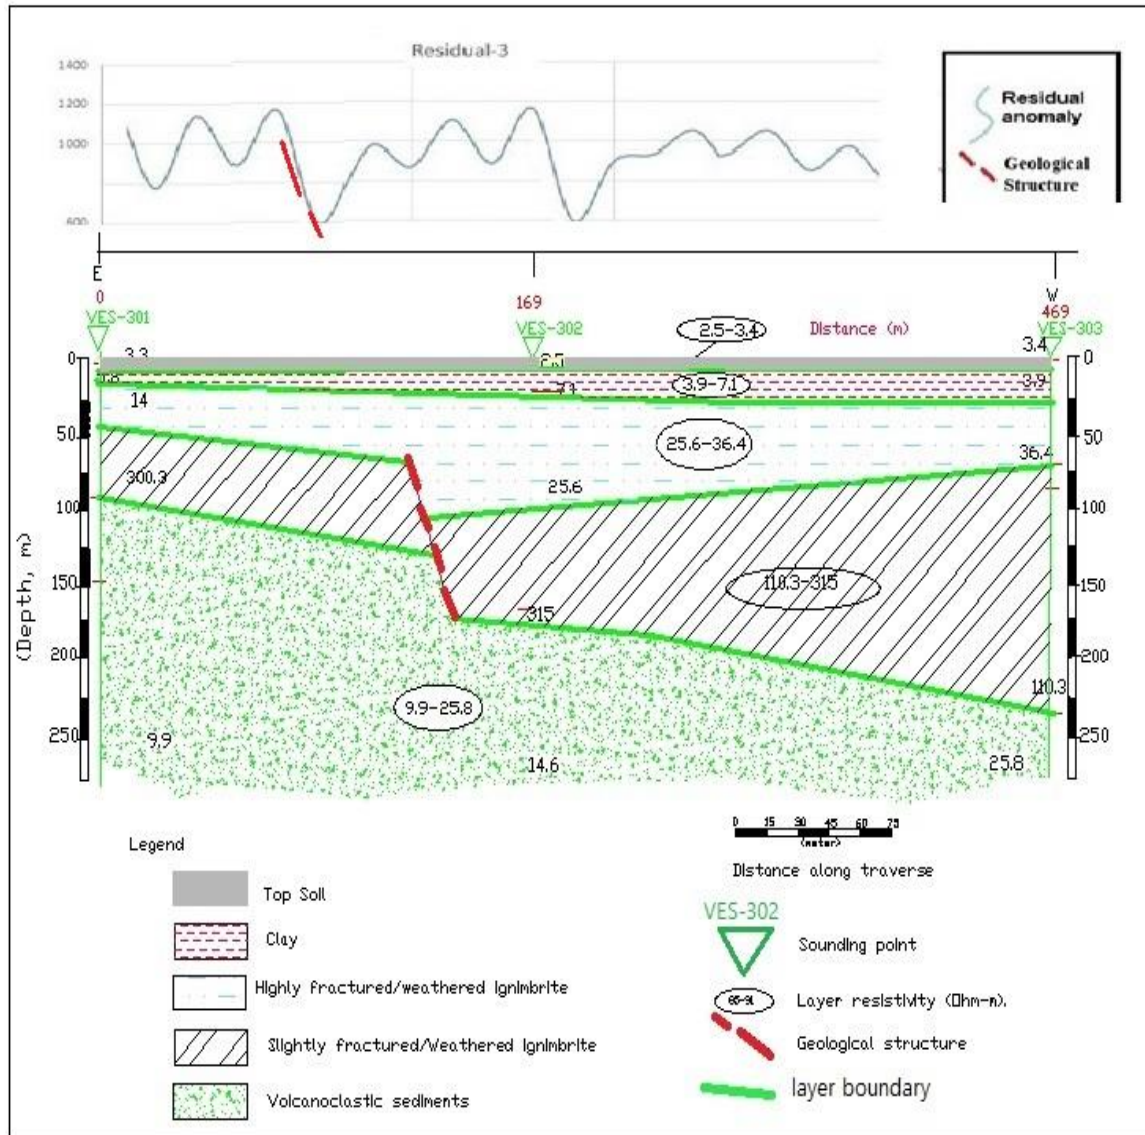 Residual-3
1400
1200
1000
800
600
Residual
anomaly
Geological
Structure
E
W
0
169
469
VES-301
VES-302
VES-303
Distance (m)
2.5-3.4
3.3
2.5
3.4
3.9-7.1
7.1
3.9
14
25.6-36.4
36.4
300.3
25.6
110.3-315
315
110.3
9.9-25.8
9.9
14.6
25.8
(Depth, m)
0
50
100
150
200
250
0
50
100
150
200
250
0 15 30 45 60 75
(meter)
Distance along traverse
Legend
Top Soil
Clay
Highly fractured/weathered ignimbrite
Slightly fractured/Weathered ignimbrite
Volcanoclastic sediments
VES-302
Sounding point
Layer resistivity (Ohm-m).
Geological structure
layer boundary